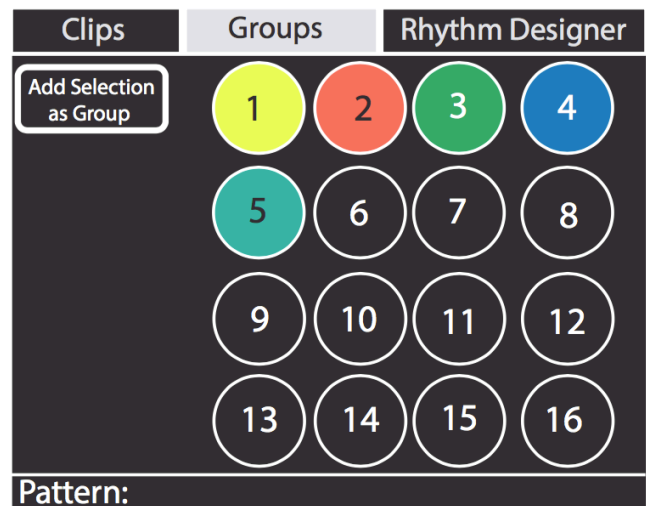 Clips
Groups
Rhythm Designer
Add Selection
as Group
1
2
3
4
5
6
7
8
9
10
11
12
13
14
15
16
Pattern: